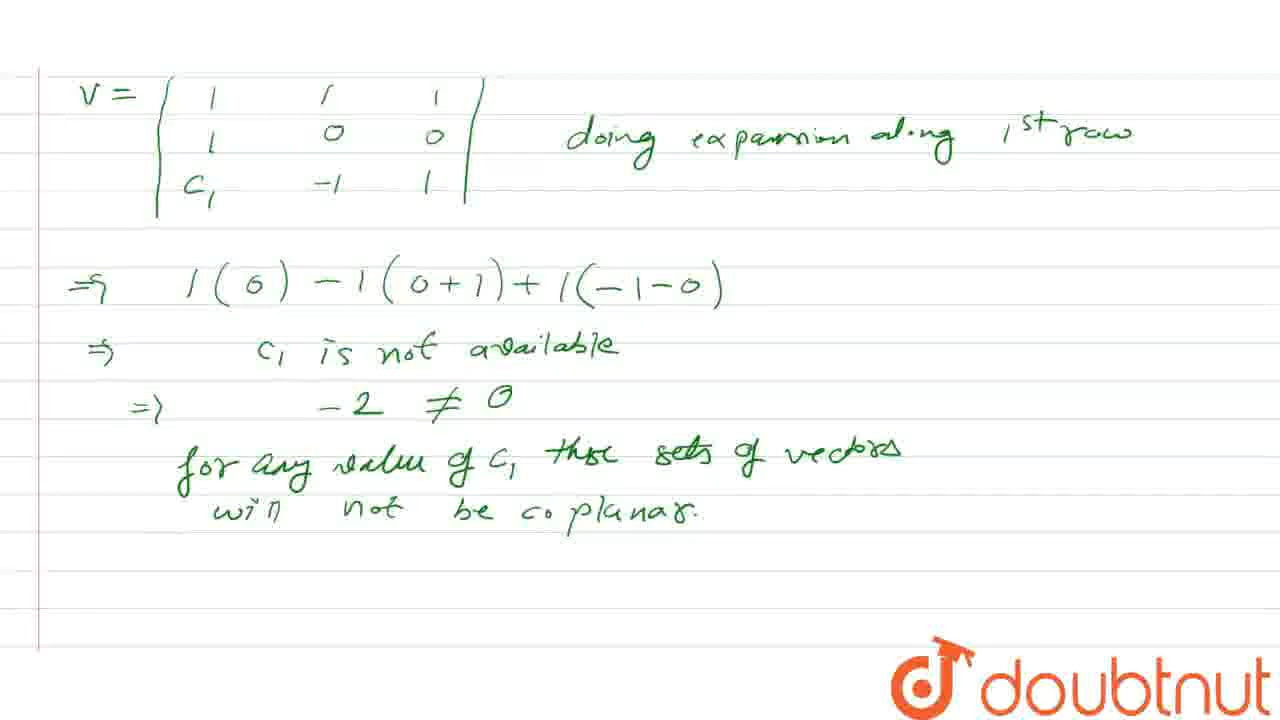 V = | 1 1 1 |
| 1 0 0 | doing expansion along 1st row
| C1 -1 1 |
⇒ 1(0) - 1(0+1) + 1(-1-0)
⇒ C1 is not available
⇒ -2 ≠ 0
for any value of C1 these sets of vectors
will not be coplanar.
doubtnut